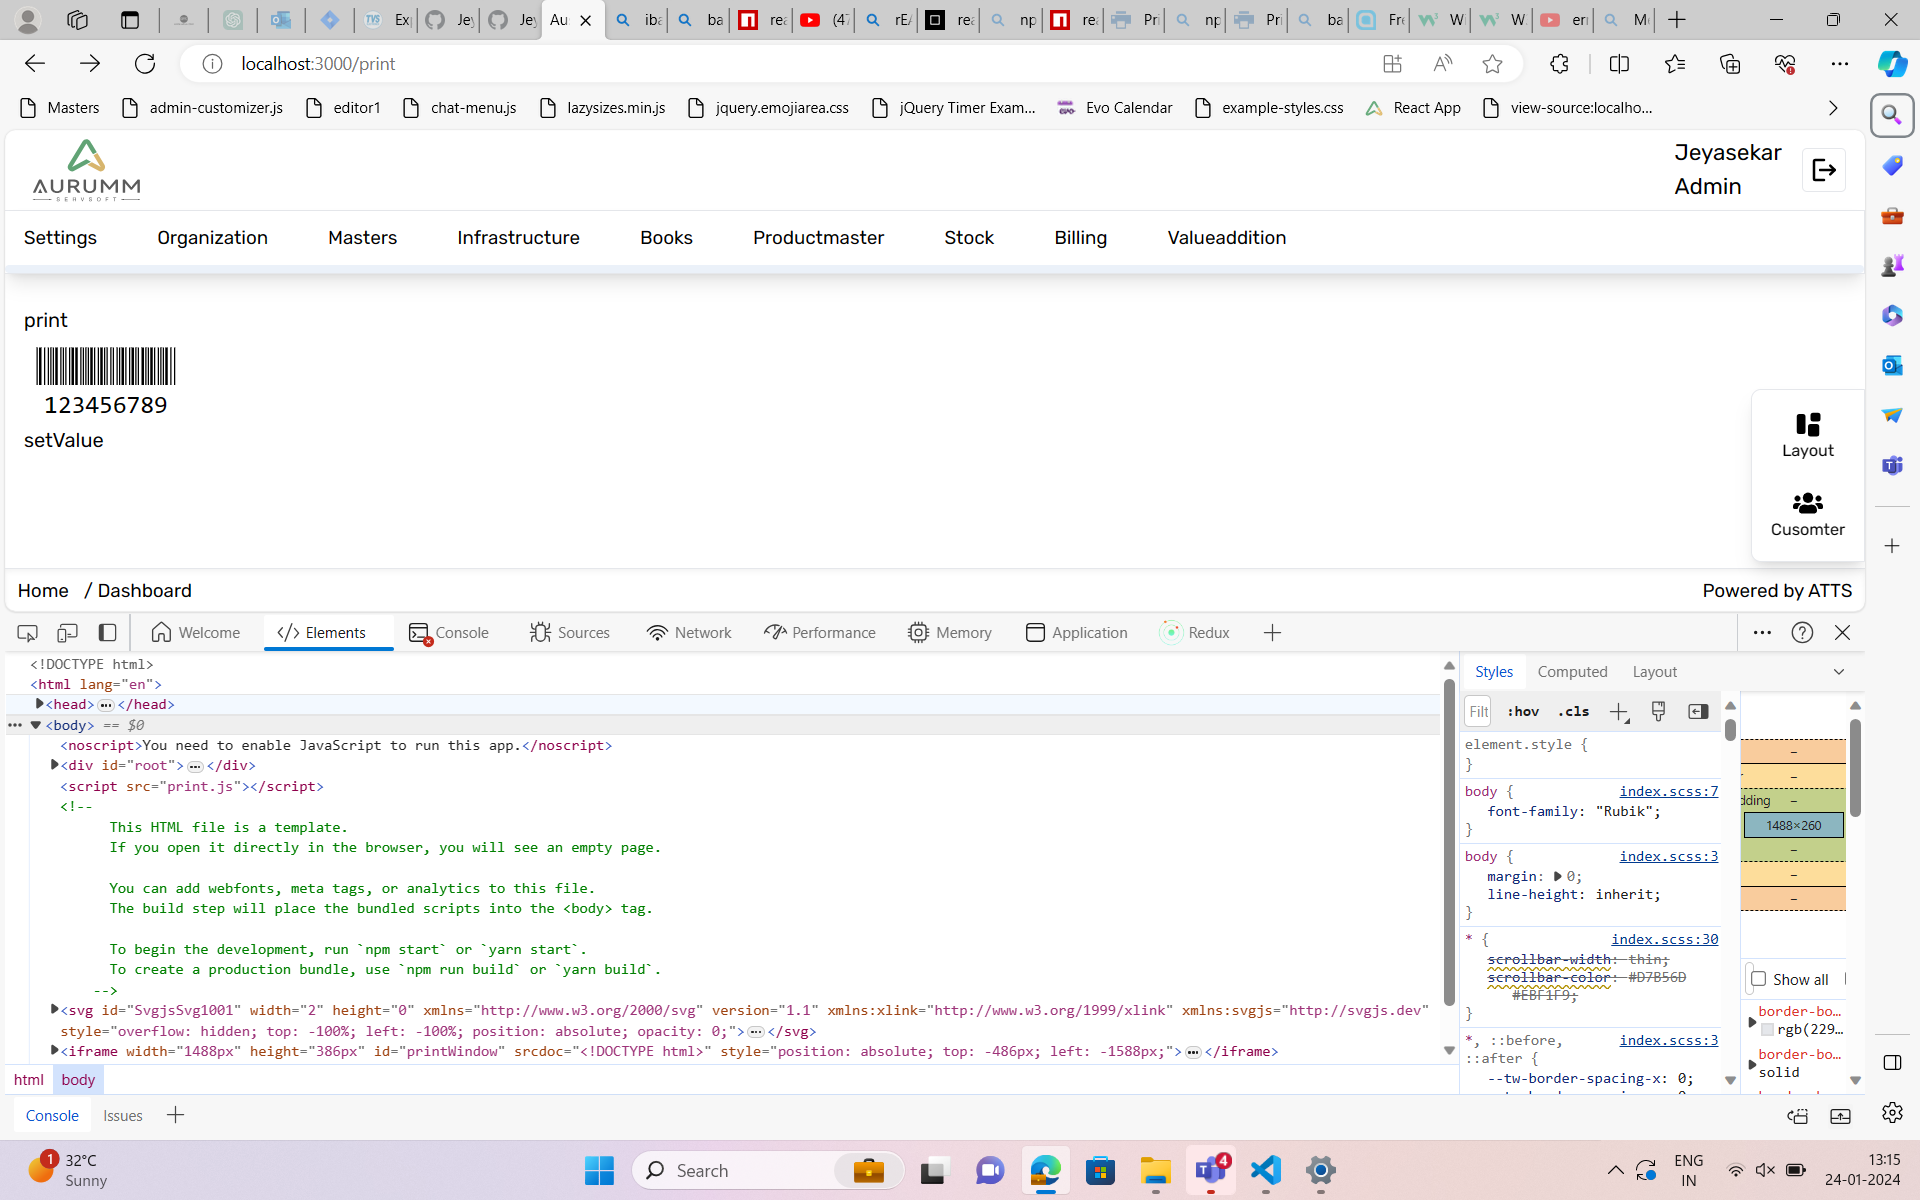 Ex
Je
Je
Au
iba
ba
rea
(47
rEA
rea
np
rea
Pri
np
Pri
ba
Fre
Wi
W
err
Mo
localhost:3000/print
Masters
admin-customizer.js
editor1
chat-menu.js
lazysizes.min.js
jquery.emojiarea.css
jQuery Timer Exam...
Evo Calendar
example-styles.css
React App
view-source:localho...
AURUMM
SERVSOFT
Jeyasekar
Admin
Settings
Organization
Masters
Infrastructure
Books
Productmaster
Stock
Billing
Valueaddition
print
123456789
setValue
Layout
Cusomter
Home / Dashboard
Powered by ATTS
Welcome
Elements
Console
Sources
Network
Performance
Memory
Application
Redux
<!DOCTYPE html>
<html lang="en">
<head> ... </head>
... <body> == $0
<noscript>You need to enable JavaScript to run this app.</noscript>
<div id="root"> ... </div>
<script src="print.js"></script>
<!--
This HTML file is a template.
If you open it directly in the browser, you will see an empty page.
You can add webfonts, meta tags, or analytics to this file.
The build step will place the bundled scripts into the <body> tag.
To begin the development, run `npm start` or `yarn start`.
To create a production bundle, use `npm run build` or `yarn build`.
-->
<svg id="SvgjsSvg1001" width="2" height="0" xmlns="http://www.w3.org/2000/svg" version="1.1" xmlns:xlink="http://www.w3.org/1999/xlink" xmlns:svgjs="http://svgjs.dev"
style="overflow: hidden; top: -100%; left: -100%; position: absolute; opacity: 0;"> ... </svg>
<iframe width="1488px" height="386px" id="printWindow" srcdoc="<!DOCTYPE html>" style="position: absolute; top: -486px; left: -1588px;"> ... </iframe>
html
body
Styles
Computed
Layout
Filt
:hov
.cls
element.style {
}
body {
index.scss:7
font-family: "Rubik";
}
body {
index.scss:3
margin: 0;
line-height: inherit;
}
* {
index.scss:30
scrollbar-width: thin;
scrollbar-color: #D7B56D
#EBF1F9;
}
*, ::before,
index.scss:3
::after {
--tw-border-spacing-x: 0;
dding
1488×260
Show all
border-bo...
rgb(229...
border-bo...
solid
Console
Issues
1
32°C
Sunny
Search
4
ENG
IN
13:15
24-01-2024